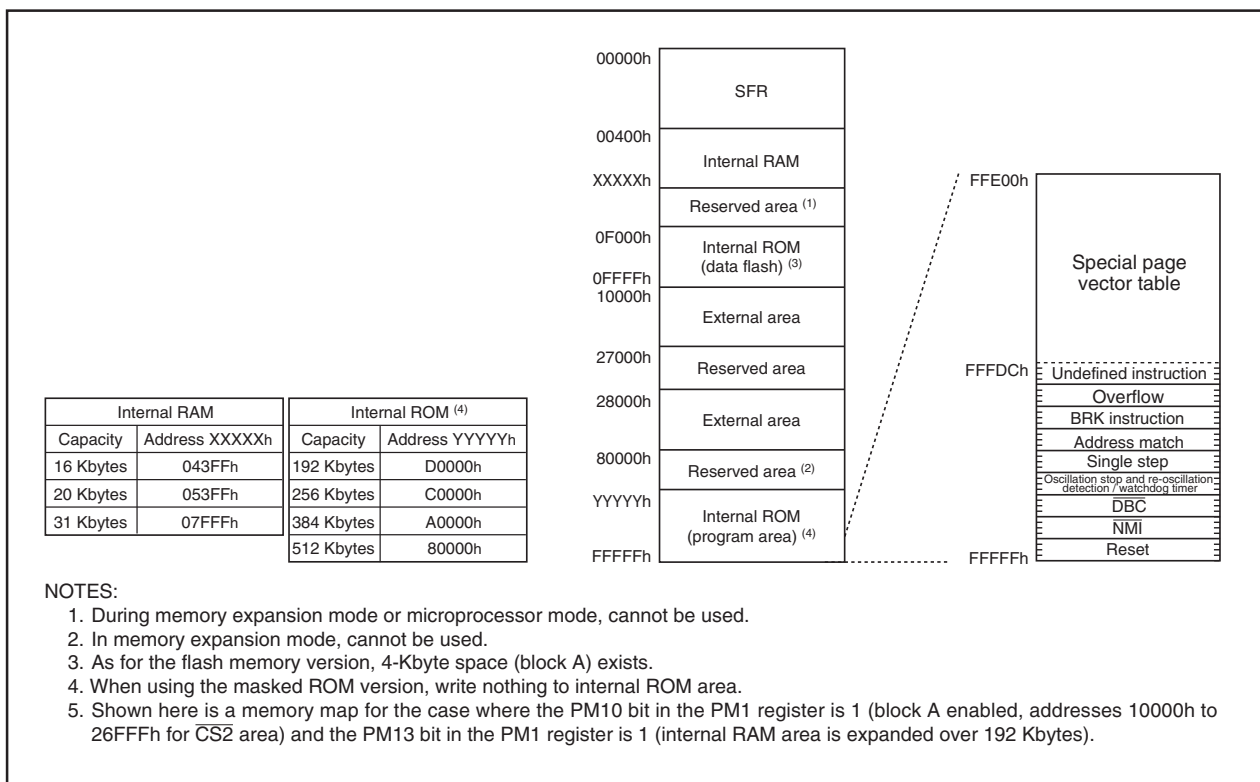 00000h
SFR
00400h
Internal RAM
XXXXXh
Reserved area (1)
0F000h
Internal ROM
(data flash) (3)
0FFFFh
10000h
External area
27000h
Reserved area
28000h
External area
80000h
Reserved area (2)
YYYYYh
Internal ROM
(program area) (4)
FFFFFh
FFE00h
Special page
vector table
FFFDCh
Undefined instruction
Overflow
BRK instruction
Address match
Single step
Oscillation stop and re-oscillation
detection / watchdog timer
DBC
NMI
Reset
FFFFFh
Internal RAM
Capacity Address XXXXXh
16 Kbytes 043FFh
20 Kbytes 053FFh
31 Kbytes 07FFFh
Internal ROM (4)
Capacity Address YYYYYh
192 Kbytes D0000h
256 Kbytes C0000h
384 Kbytes A0000h
512 Kbytes 80000h
NOTES:
1. During memory expansion mode or microprocessor mode, cannot be used.
2. In memory expansion mode, cannot be used.
3. As for the flash memory version, 4-Kbyte space (block A) exists.
4. When using the masked ROM version, write nothing to internal ROM area.
5. Shown here is a memory map for the case where the PM10 bit in the PM1 register is 1 (block A enabled, addresses 10000h to
26FFFh for CS2 area) and the PM13 bit in the PM1 register is 1 (internal RAM area is expanded over 192 Kbytes).